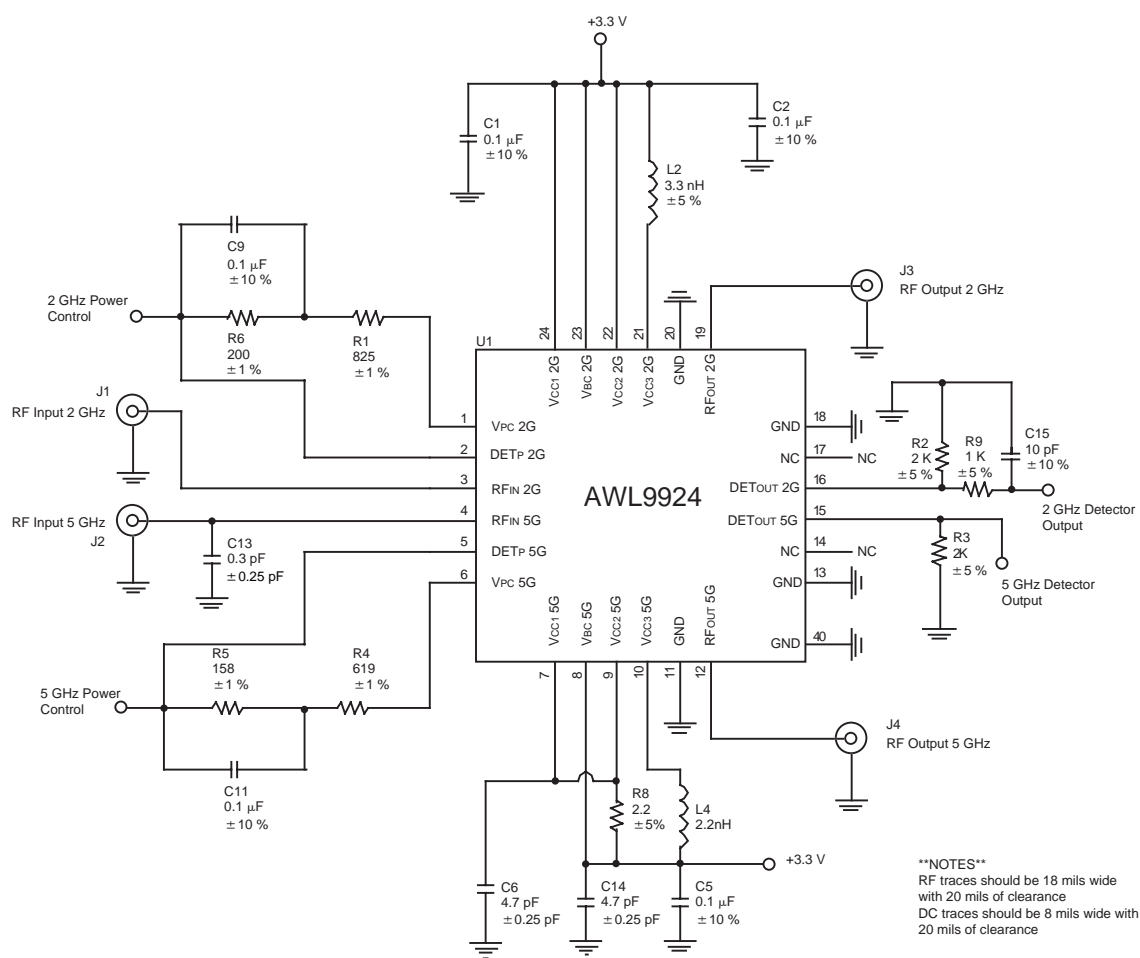 +3.3 V
C1
0.1 µF
±10 %
C2
0.1 µF
±10 %
L2
3.3 nH
±5 %
C9
0.1 µF
±10 %
2 GHz Power
Control
R6
200
±1 %
R1
825
±1 %
J3
RF Output 2 GHz
U1
24
23
22
21
20
19
VCC1 2G
VBC 2G
VCC2 2G
VCC3 2G
GND
RFOUT 2G
J1
RF Input 2 GHz
RF Input 5 GHz
J2
C13
0.3 pF
±0.25 pF
1
VPC 2G
2
DETP 2G
3
RFIN 2G
4
RFIN 5G
5
DETP 5G
6
VPC 5G
AWL9924
GND
18
NC
17
NC
DETOUT 2G
16
DETOUT 5G
15
NC
14
NC
GND
13
GND
40
R2
2 K
±5 %
R9
1 K
±5 %
C15
10 pF
±10 %
2 GHz Detector
Output
R3
2K
±5 %
5 GHz Detector
Output
VCC1 5G
VBC 5G
VCC2 5G
VCC3 5G
GND
RFOUT 5G
7
8
9
10
11
12
R5
158
±1 %
R4
619
±1 %
5 GHz Power
Control
C11
0.1 µF
±10 %
J4
RF Output 5 GHz
R8
2.2
±5%
L4
2.2nH
+3.3 V
C6
4.7 pF
±0.25 pF
C14
4.7 pF
±0.25 pF
C5
0.1 µF
±10 %
**NOTES**
RF traces should be 18 mils wide
with 20 mils of clearance
DC traces should be 8 mils wide with
20 mils of clearance